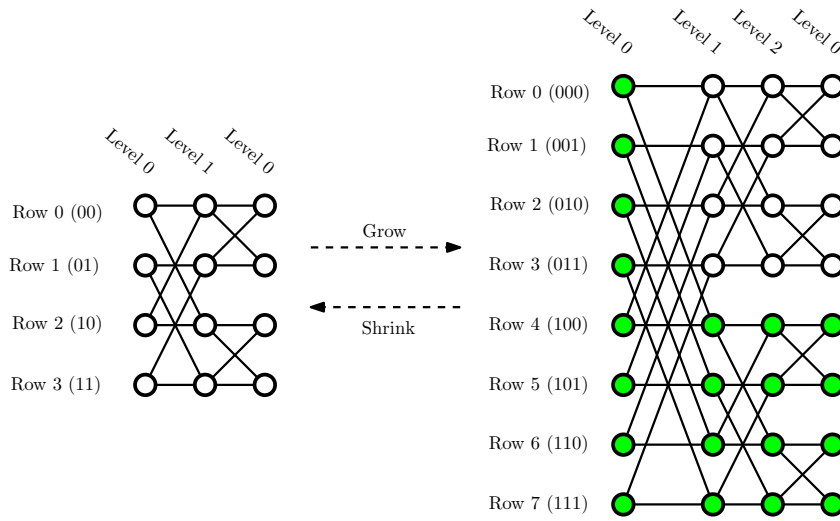 Level 0
Level 1
Level 0
Row 0 (00)
Row 1 (01)
Row 2 (10)
Row 3 (11)
Grow
Shrink
Level 0
Level 1
Level 2
Level 0
Row 0 (000)
Row 1 (001)
Row 2 (010)
Row 3 (011)
Row 4 (100)
Row 5 (101)
Row 6 (110)
Row 7 (111)